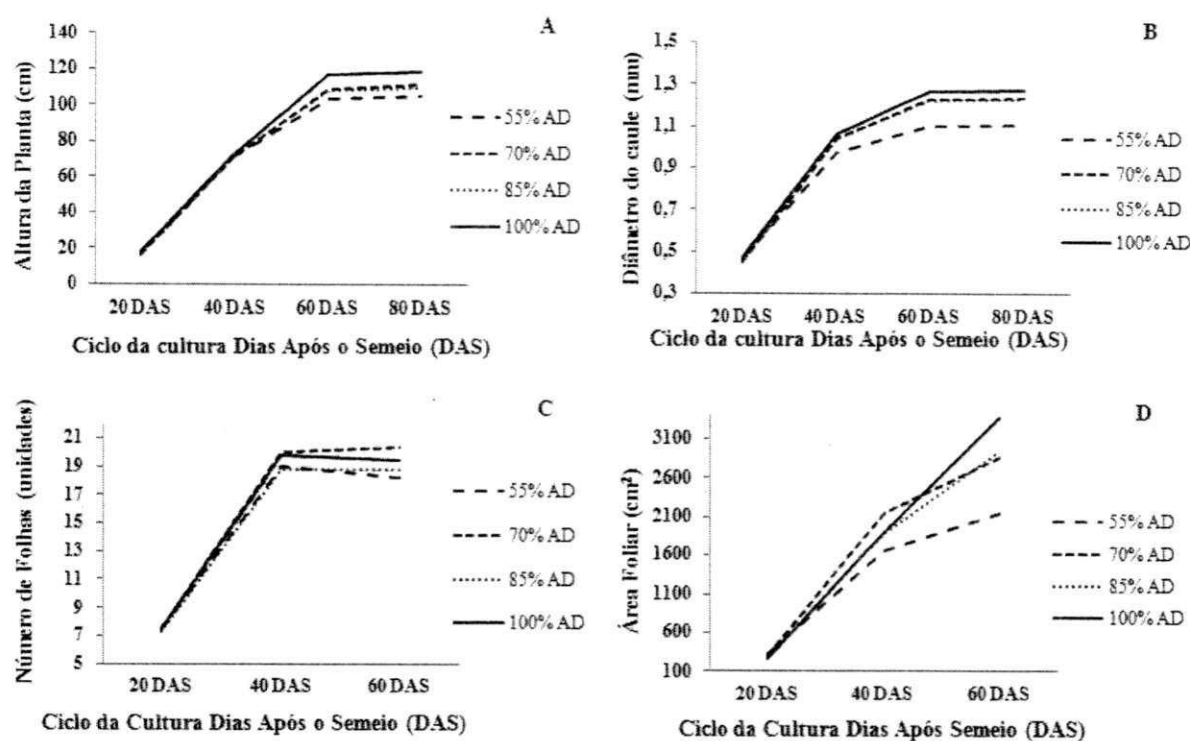 A
Altura da Planta (cm)
140
120
100
80
60
40
20
0
20 DAS 40 DAS 60 DAS 80 DAS
Ciclo da cultura Dias Após o Semeio (DAS)
55% AD
70% AD
85% AD
100% AD
B
Diâmetro do caule (mm)
1,5
1,3
1,1
0,9
0,7
0,5
0,3
20 DAS 40 DAS 60 DAS 80 DAS
Ciclo da cultura Dias Após o Semeio (DAS)
55% AD
70% AD
85% AD
100% AD
C
Número de Folhas (unidades)
21
19
17
15
13
11
9
7
5
20 DAS 40 DAS 60 DAS
Ciclo da Cultura Dias Após o Semeio (DAS)
55% AD
70% AD
85% AD
100% AD
D
Área Foliar (cm²)
3100
2600
2100
1600
1100
600
100
20 DAS 40 DAS 60 DAS
Ciclo da Cultura Dias Após Semeio (DAS)
55% AD
70% AD
85% AD
100% AD